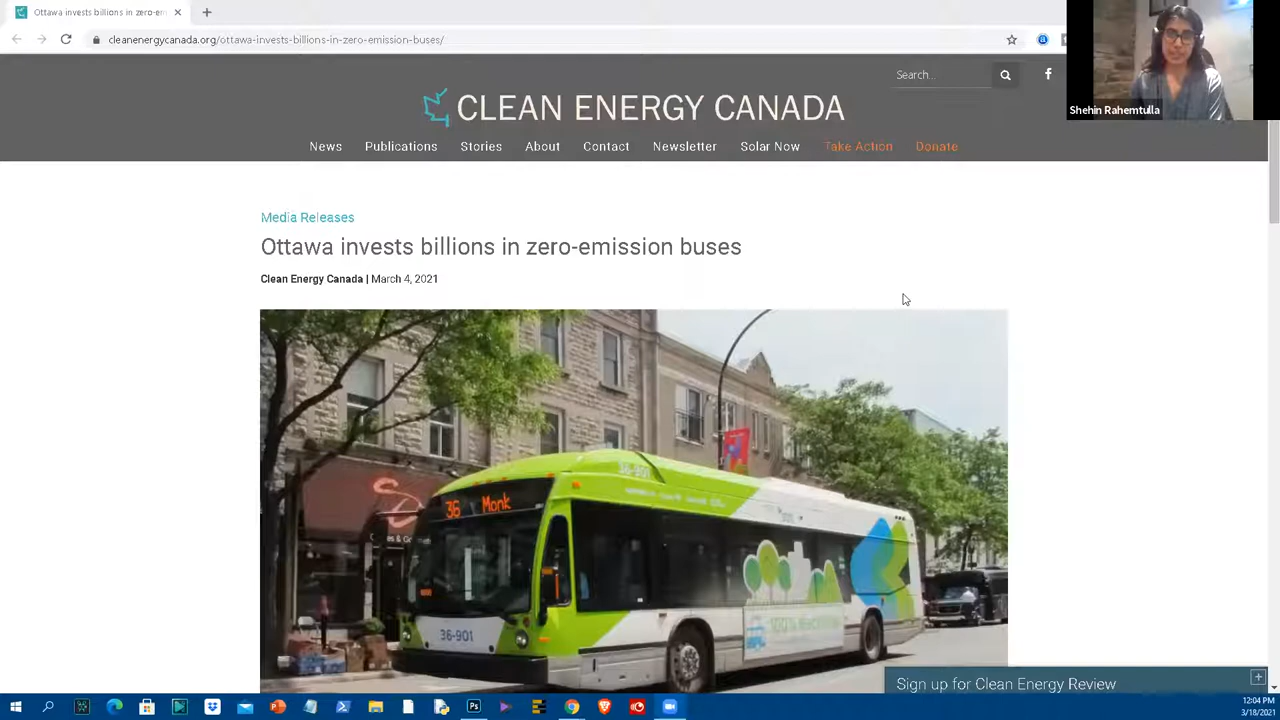 Ottawa invests billions in zero-em
cleanenergycanada.org/ottawa-invests-billions-in-zero-emission-buses/
Search...
CLEAN ENERGY CANADA
Shehin Rahemtulla
News Publications Stories About Contact Newsletter Solar Now Take Action Donate
Media Releases
Ottawa invests billions in zero-emission buses
Clean Energy Canada | March 4, 2021
36-901
36 Monk
36-901
Sign up for Clean Energy Review
12:04 PM
3/18/2021